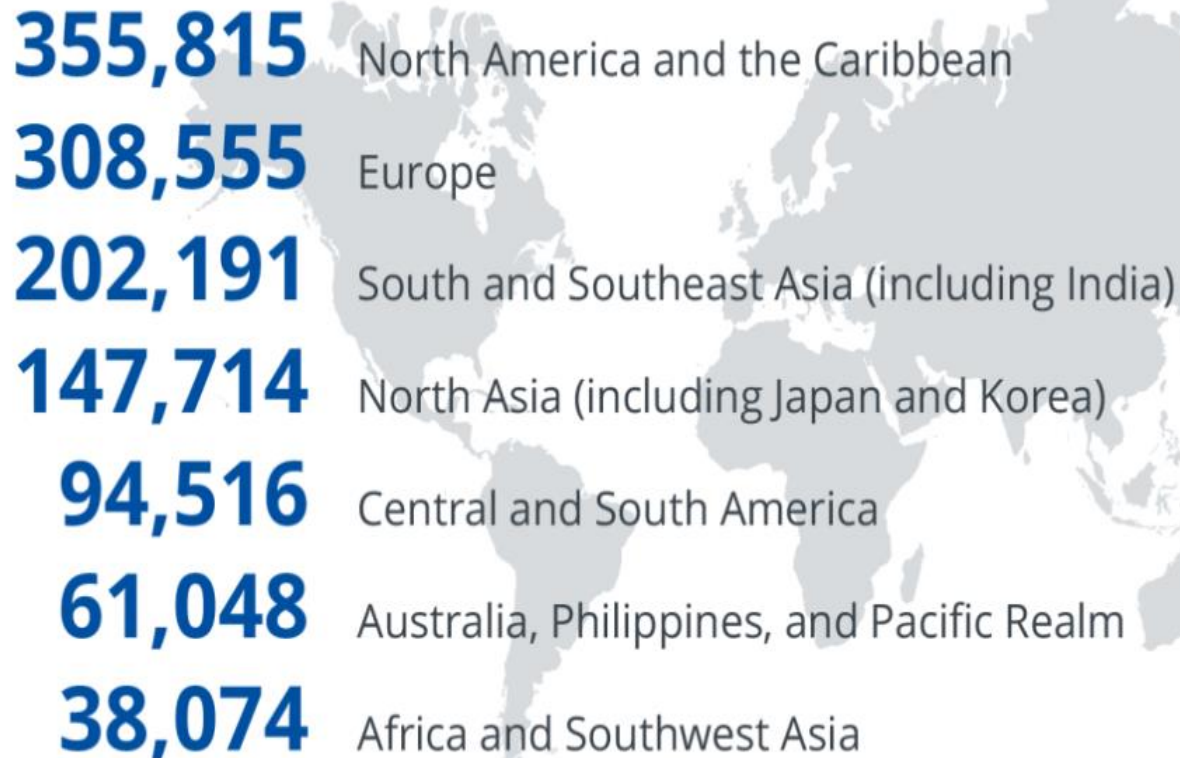 355,815 North America and the Caribbean
308,555 Europe
202,191 South and Southeast Asia (including India)
147,714 North Asia (including Japan and Korea)
94,516 Central and South America
61,048 Australia, Philippines, and Pacific Realm
38,074 Africa and Southwest Asia